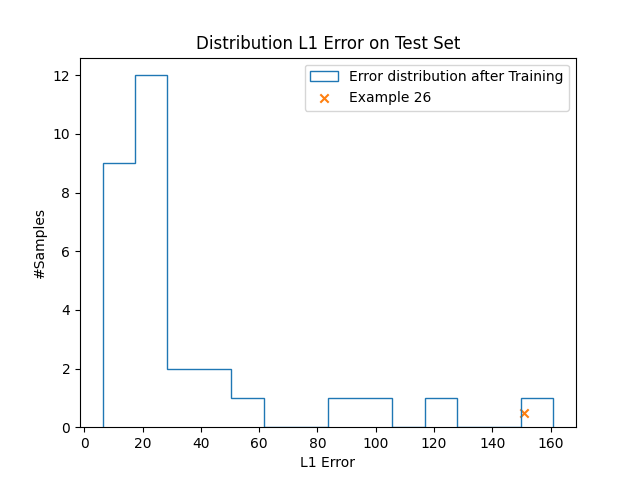 Distribution L1 Error on Test Set
Error distribution after Training
Example 26
12
10
8
6
4
2
0
#Samples
0 20 40 60 80 100 120 140 160
L1 Error